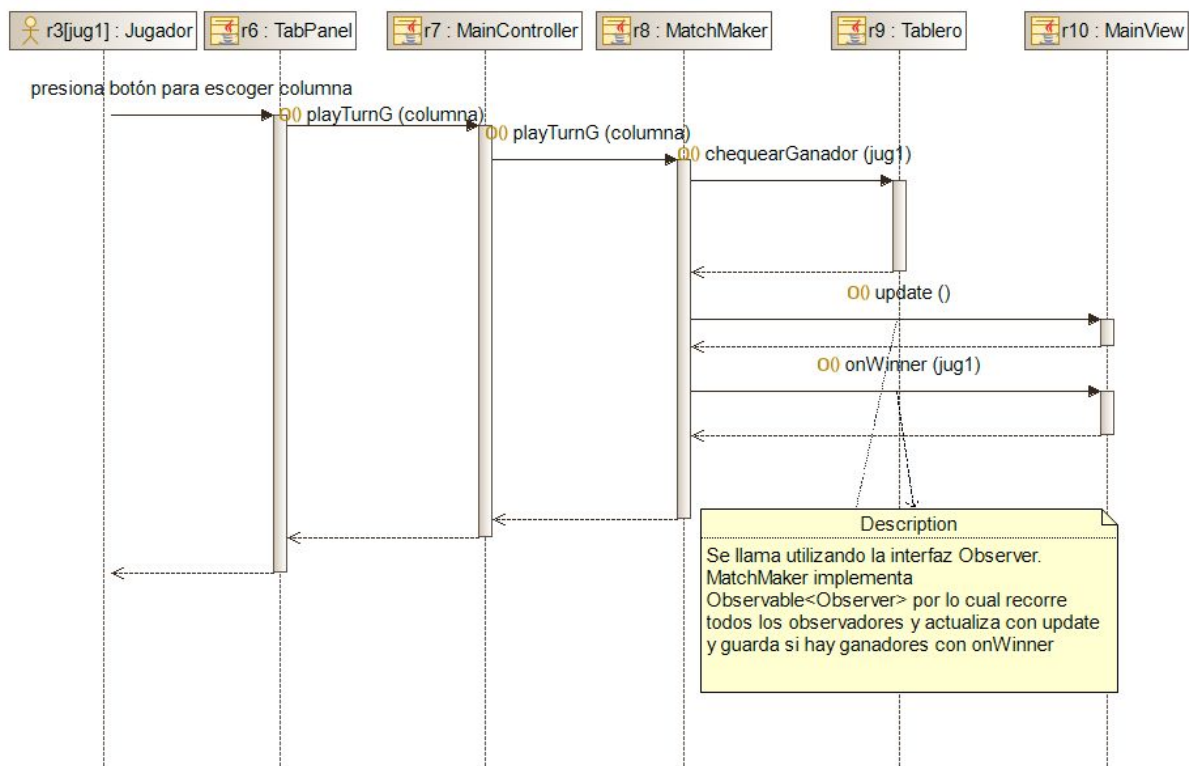 r3[jug1] : Jugador
r6 : TabPanel
r7 : MainController
r8 : MatchMaker
r9 : Tablero
r10 : MainView
presiona botón para escoger columna
O() playTurnG (columna)
O() playTurnG (columna)
O() chequearGanador (jug1)
O() update ()
O() onWinner (jug1)
Description
Se llama utilizando la interfaz Observer.
MatchMaker implementa
Observable<Observer> por lo cual recorre
todos los observadores y actualiza con update
y guarda si hay ganadores con onWinner